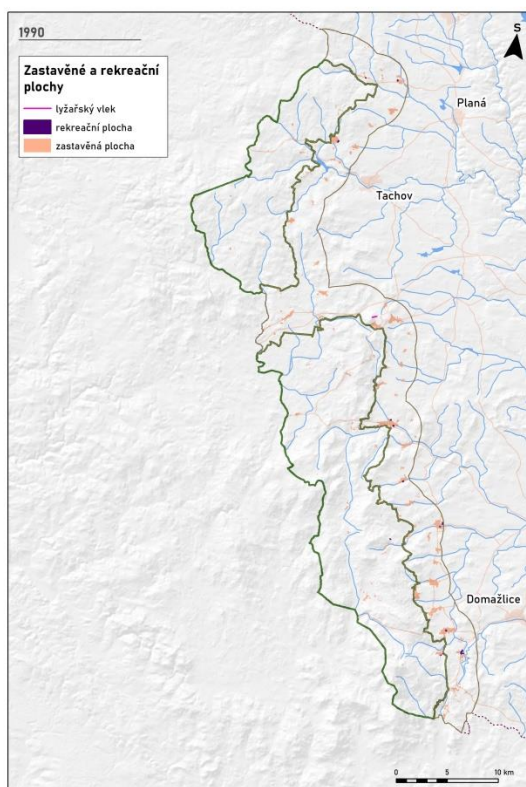 1990
S
Zastavěné a rekreační
plochy
lyžařský vlek
rekreační plocha
zastavěná plocha
Planá
Tachov
Domažlice
0 5 10 km